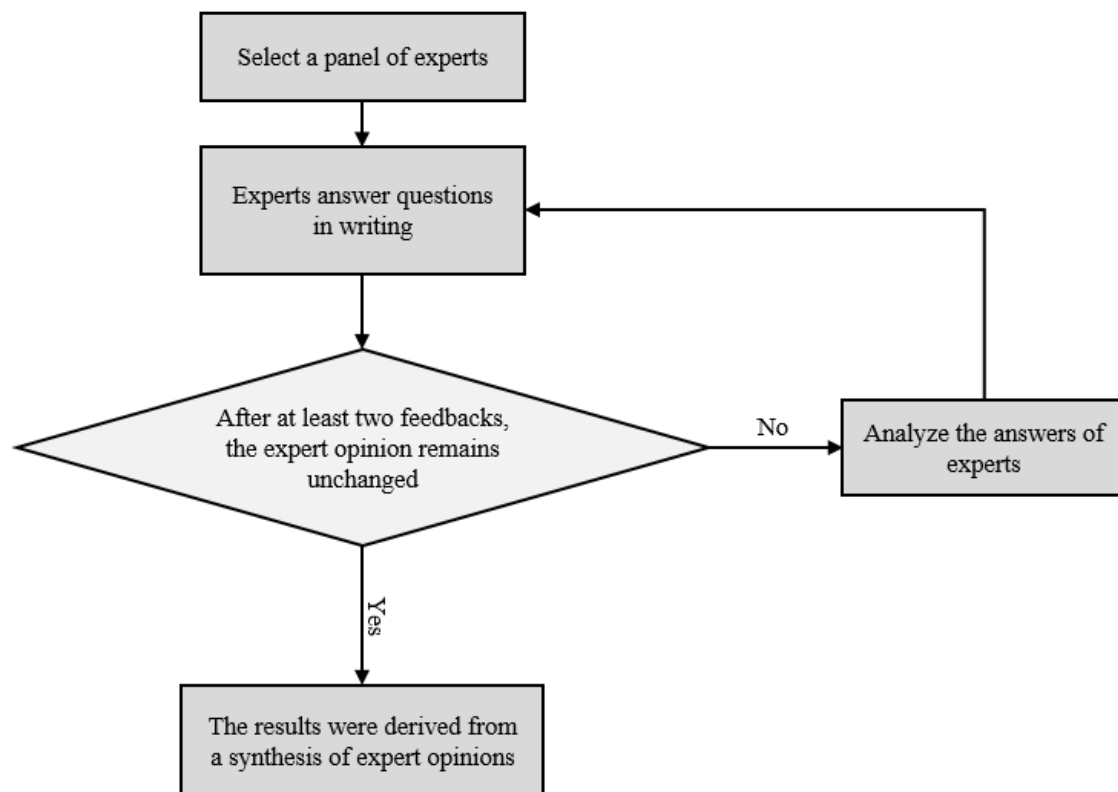 Select a panel of experts
Experts answer questions
in writing
After at least two feedbacks,
the expert opinion remains
unchanged
No
Analyze the answers of
experts
Yes
The results were derived from
a synthesis of expert opinions